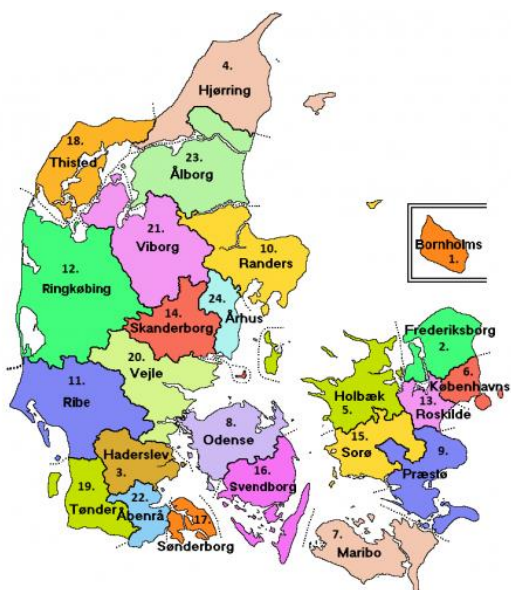 4.
Hjørring
18.
Thisted
23.
Ålborg
21.
Viborg
10.
Randers
Bornholms
1.
12.
Ringkøbing
14.
Skanderborg
24.
Århus
Frederiksborg
2.
20.
Vejle
6.
Københavns
11.
Ribe
Holbæk
5.
13.
Roskilde
8.
Odense
15.
Sorø
9.
Præstø
Haderslev
3.
16.
Svendborg
19.
Tønder
22.
Åbenrå
17.
Sønderborg
7.
Maribo